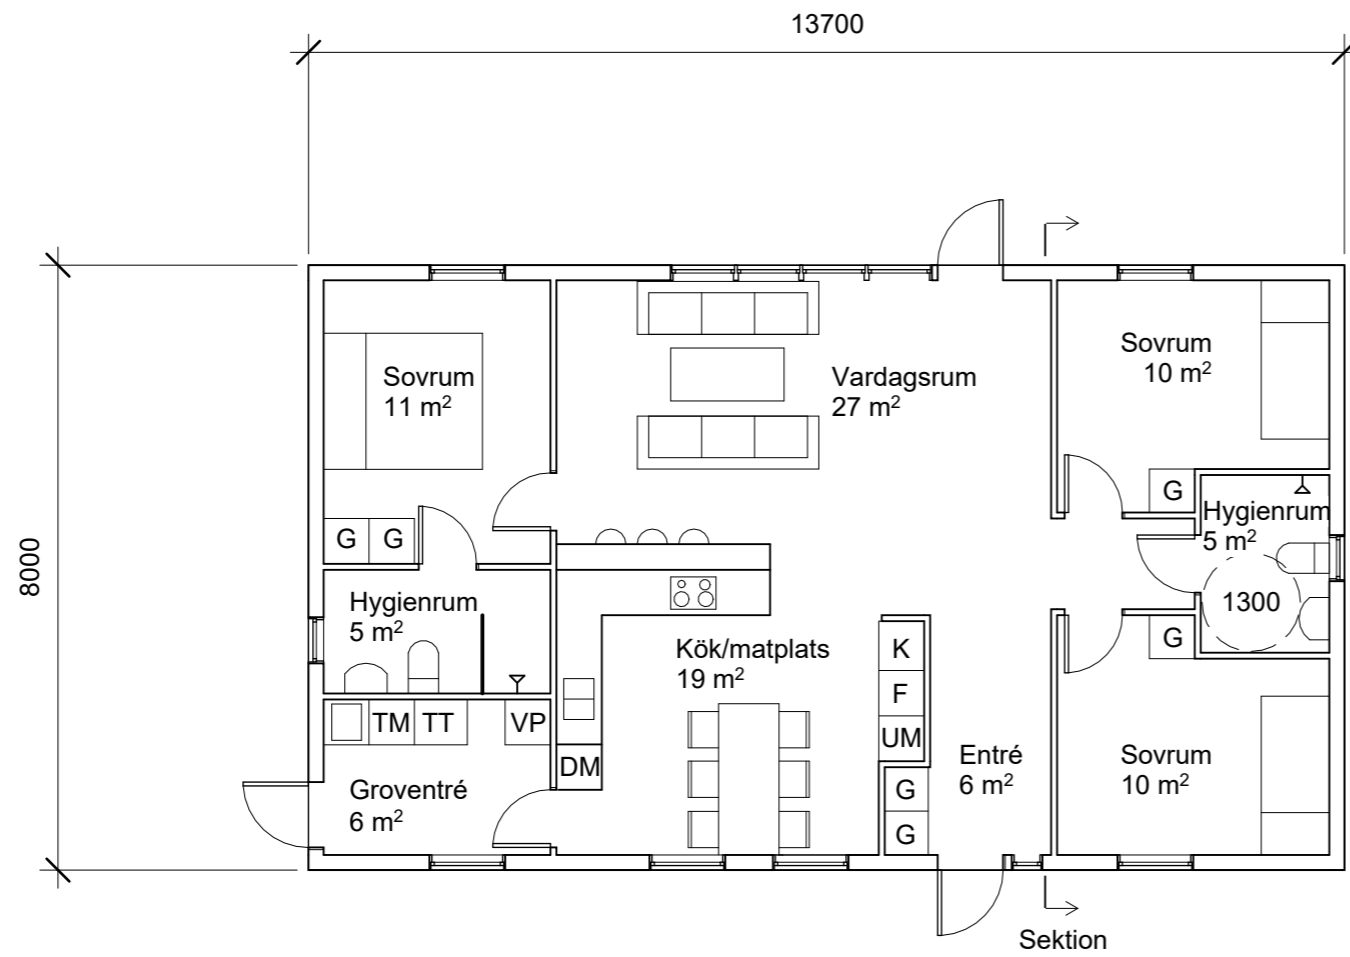 13700
8000
Sovrum
11 m²
Vardagsrum
27 m²
Sovrum
10 m²
G
G
G
Hygienrum
5 m²
1300
G
Hygienrum
5 m²
Kök/matplats
19 m²
K
F
UM
TM
TT
VP
DM
Groventré
6 m²
G
G
Entré
6 m²
Sovrum
10 m²
Sektion